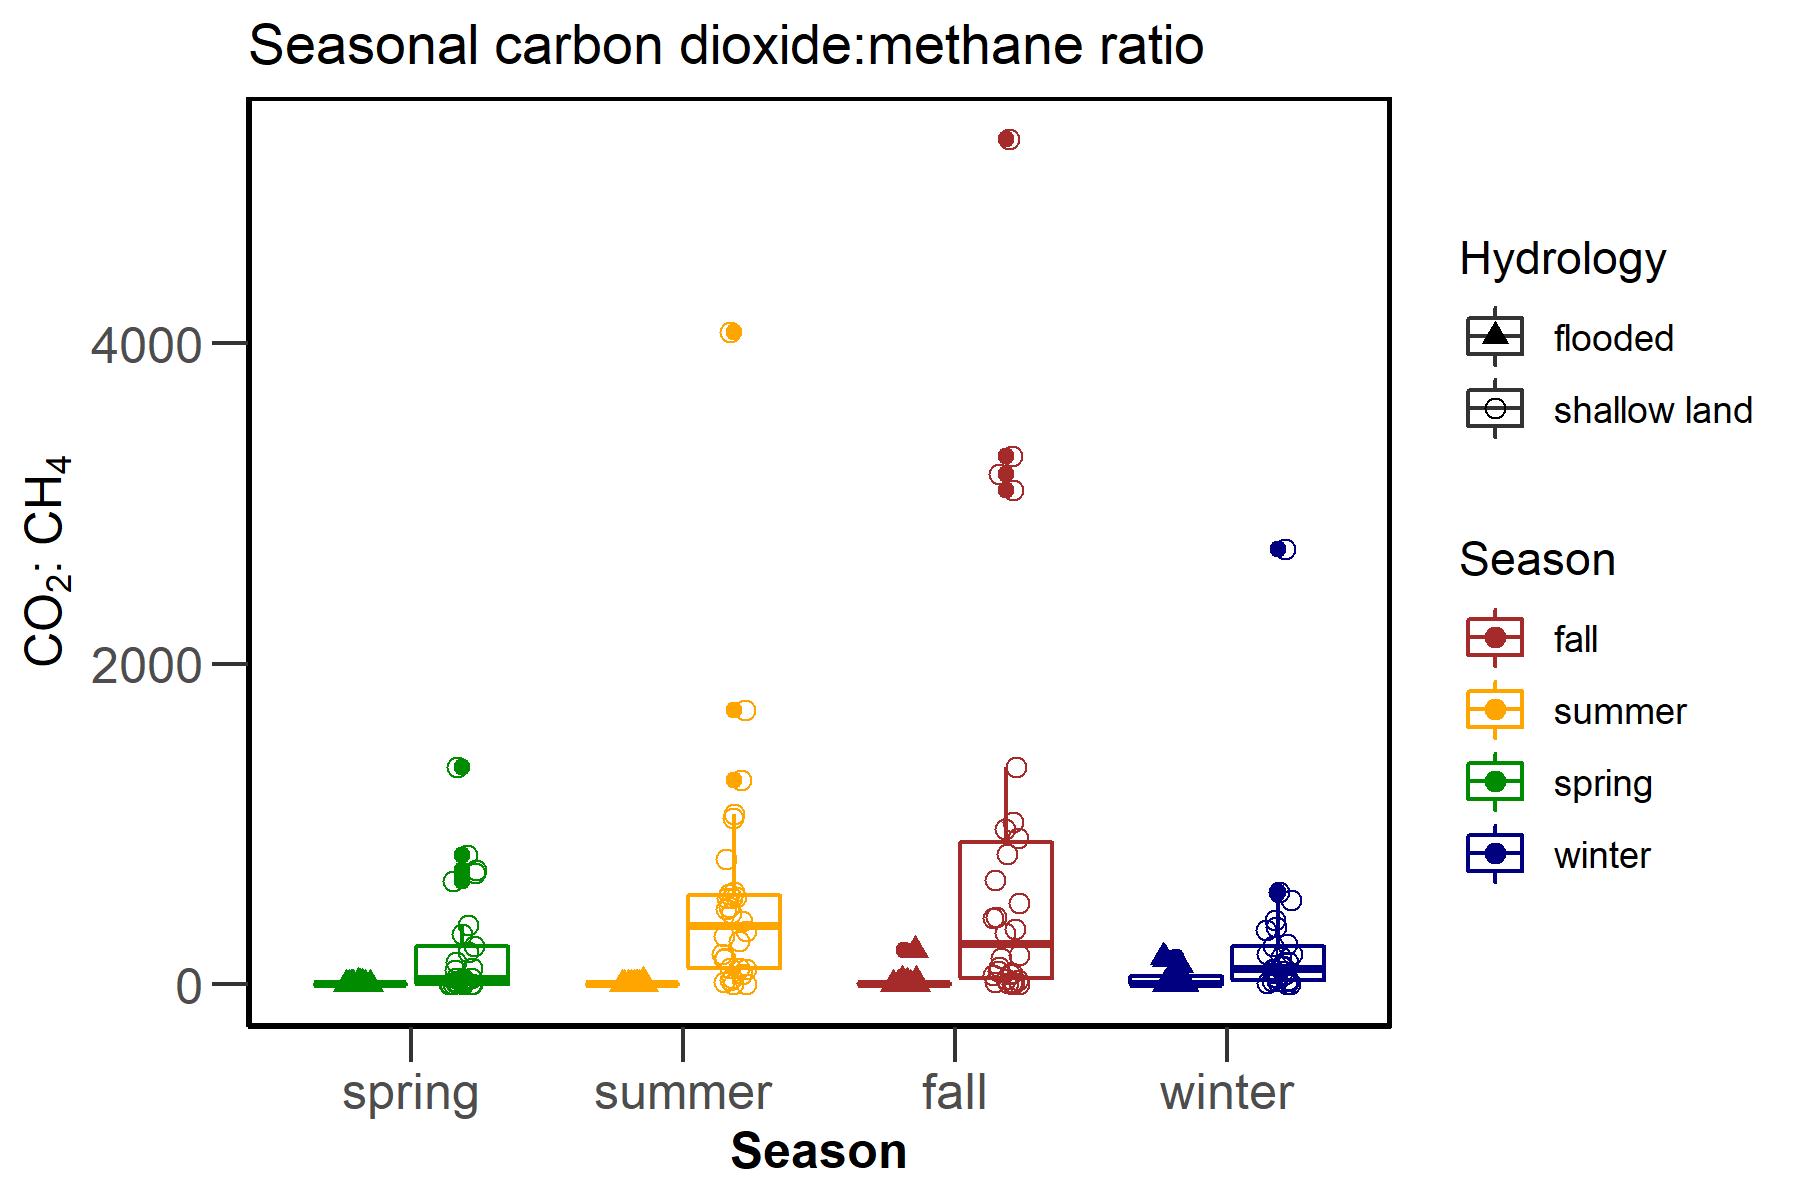 Seasonal carbon dioxide:methane ratio
CO₂: CH₄
4000
2000
0
spring summer fall winter
Season
Hydrology
flooded
shallow land
Season
fall
summer
spring
winter